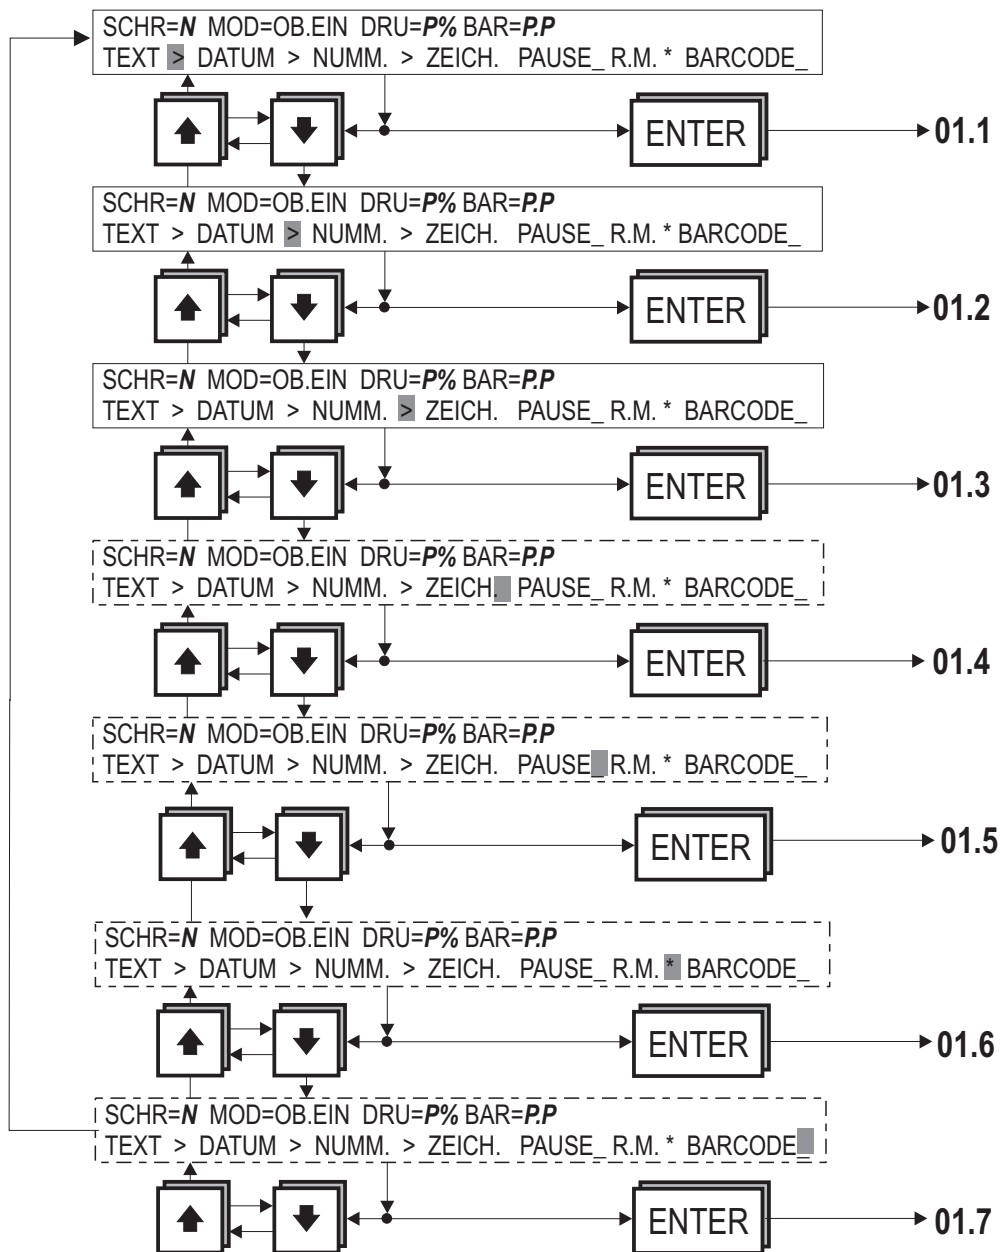 SCHR=N MOD=OB.EIN DRU=P% BAR=P.P
TEXT > DATUM > NUMM. > ZEICH. PAUSE_ R.M. * BARCODE_
ENTER 01.1
SCHR=N MOD=OB.EIN DRU=P% BAR=P.P
TEXT > DATUM > NUMM. > ZEICH. PAUSE_ R.M. * BARCODE_
ENTER 01.2
SCHR=N MOD=OB.EIN DRU=P% BAR=P.P
TEXT > DATUM > NUMM. > ZEICH. PAUSE_ R.M. * BARCODE_
ENTER 01.3
SCHR=N MOD=OB.EIN DRU=P% BAR=P.P
TEXT > DATUM > NUMM. > ZEICH. PAUSE_ R.M. * BARCODE_
ENTER 01.4
SCHR=N MOD=OB.EIN DRU=P% BAR=P.P
TEXT > DATUM > NUMM. > ZEICH. PAUSE_ R.M. * BARCODE_
ENTER 01.5
SCHR=N MOD=OB.EIN DRU=P% BAR=P.P
TEXT > DATUM > NUMM. > ZEICH. PAUSE_ R.M. * BARCODE_
ENTER 01.6
SCHR=N MOD=OB.EIN DRU=P% BAR=P.P
TEXT > DATUM > NUMM. > ZEICH. PAUSE_ R.M. * BARCODE_
ENTER 01.7